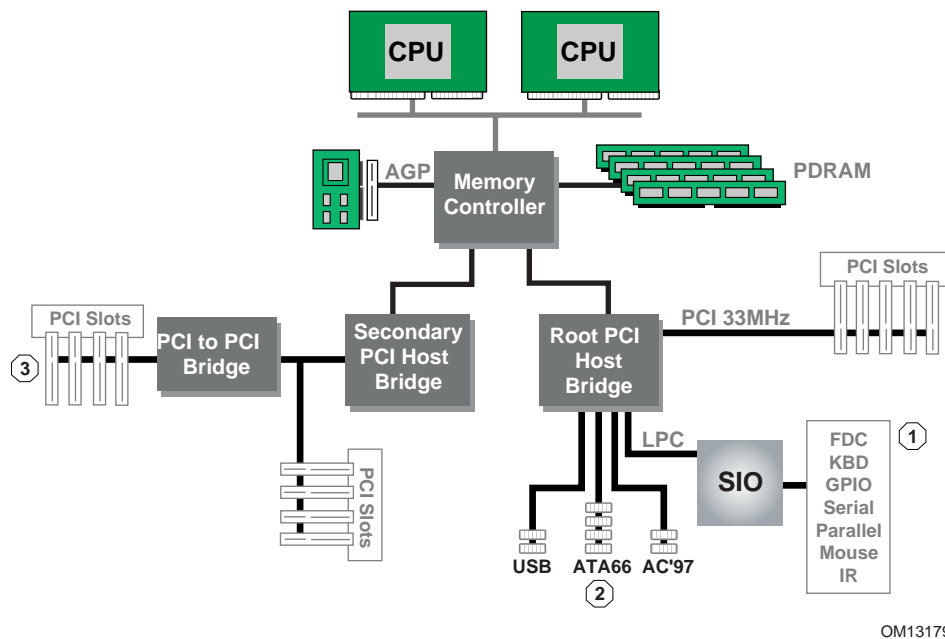 CPU
CPU
AGP
Memory
Controller
PDRAM
PCI Slots
PCI Slots
PCI to PCI
Bridge
Secondary
PCI Host
Bridge
Root PCI
Host
Bridge
PCI 33MHz
3
PCI Slots
LPC
SIO
1
FDC
KBD
GPIO
Serial
Parallel
Mouse
IR
USB
ATA66
AC'97
2
OM13179